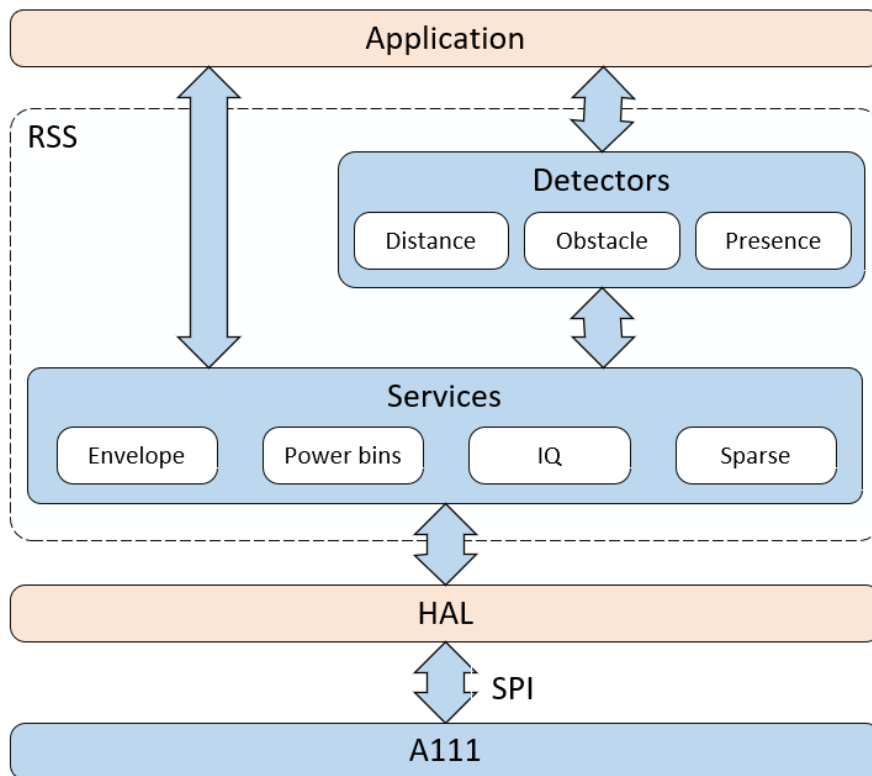 Application
RSS
Detectors
Distance
Obstacle
Presence
Services
Envelope
Power bins
IQ
Sparse
HAL
SPI
A111